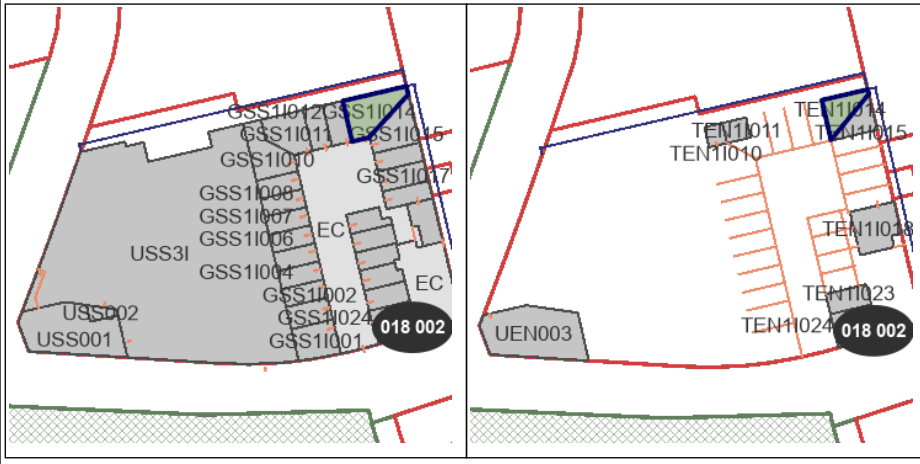 GSS1I012
GSS1I014
GSS1I011
GSS1I015
GSS1I010
GSS1I017
GSS1I008
GSS1I007
EC
GSS1I006
USS3I
GSS1I004
EC
GSS1I002
USS002
GSS1I024
018 002
USS001
GSS1I001
TEN1I014
TEN1I011
TEN1I015
TEN1I010
TEN1I018
TEN1I023
TEN1I024
018 002
UEN003